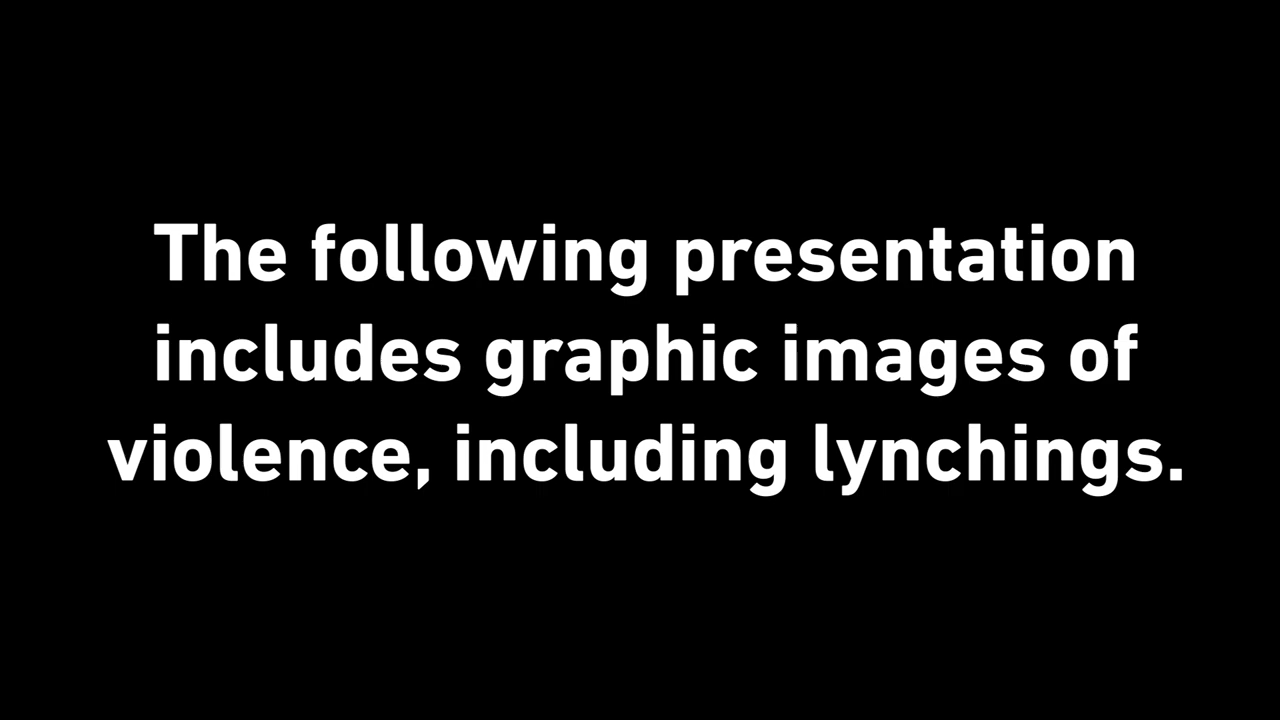 The following presentation
includes graphic images of
violence, including lynchings.